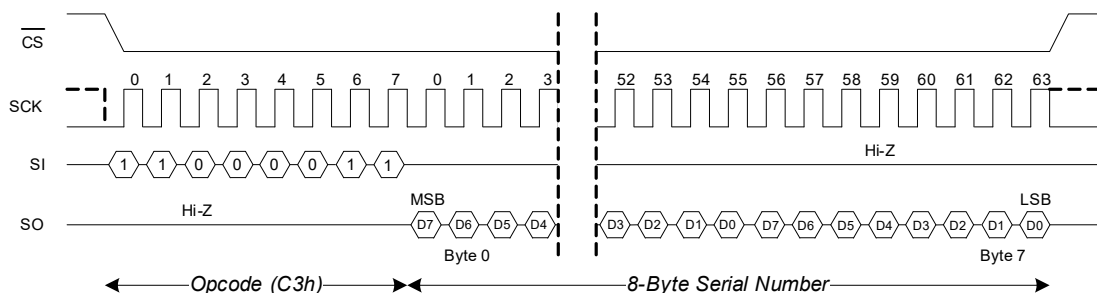 CS
0 1 2 3 4 5 6 7 0 1 2 3 52 53 54 55 56 57 58 59 60 61 62 63
SCK
Hi-Z
SI 1 1 0 0 0 0 1 1
MSB LSB
Hi-Z
SO D7 D6 D5 D4 D3 D2 D1 D0 D7 D6 D5 D4 D3 D2 D1 D0
Byte 0 Byte 7
Opcode (C3h) 8-Byte Serial Number